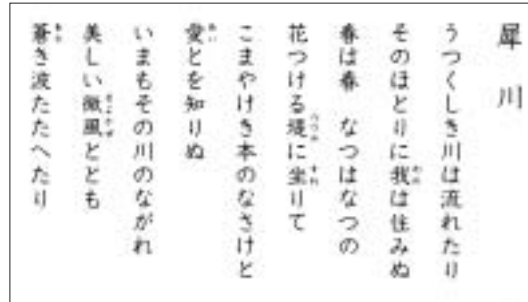 犀川
うつくしき川は流れたり
そのほとりに我は住みぬ
春は春 なつはなつの
花つける堤に坐りて
こまやけき本のなさけと
愛とを知りぬ
いまもその川のながれ
美しい微風ととも
蒼き波たたへたり